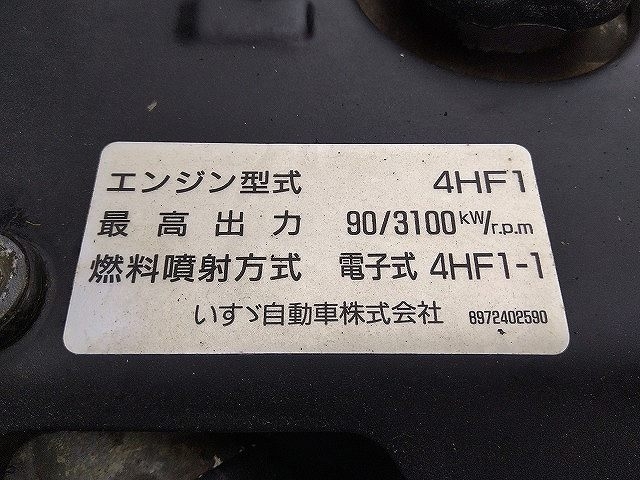 エンジン型式 4HF1
最高出力 90/3100kW/r.p.m
燃料噴射方式 電子式 4HF1-1
いすゞ自動車株式会社 8972402590